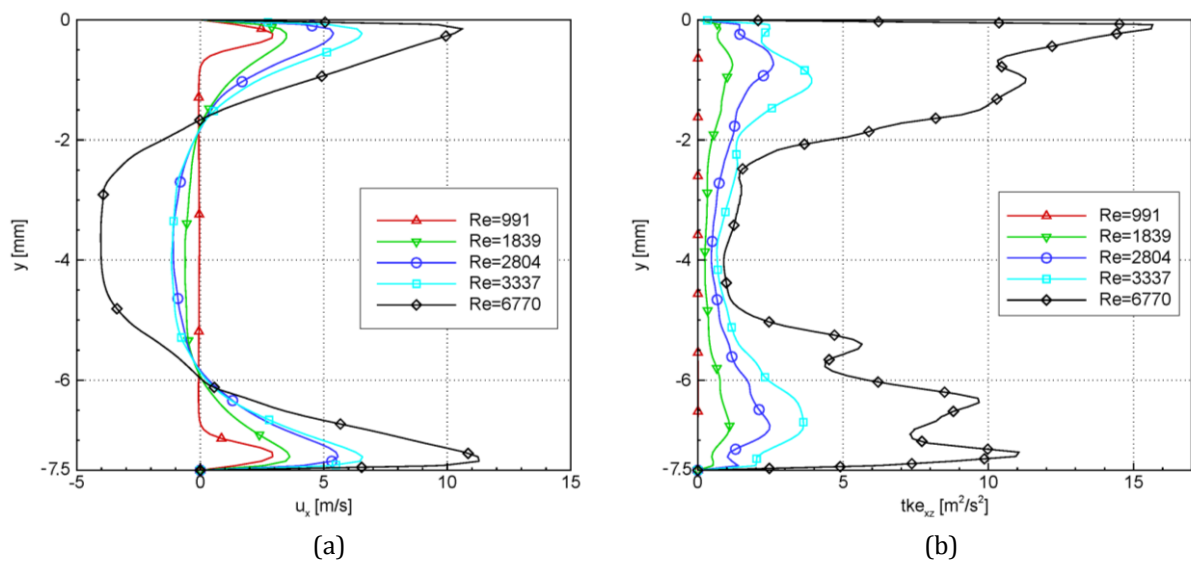 0
-2
-4
-6
-7.5
y [mm]
-5
0
5
10
15
u_x [m/s]
Re=991
Re=1839
Re=2804
Re=3337
Re=6770
(a)
0
-2
-4
-6
-7.5
y [mm]
0
5
10
15
tke_xz [m²/s²]
Re=991
Re=1839
Re=2804
Re=3337
Re=6770
(b)